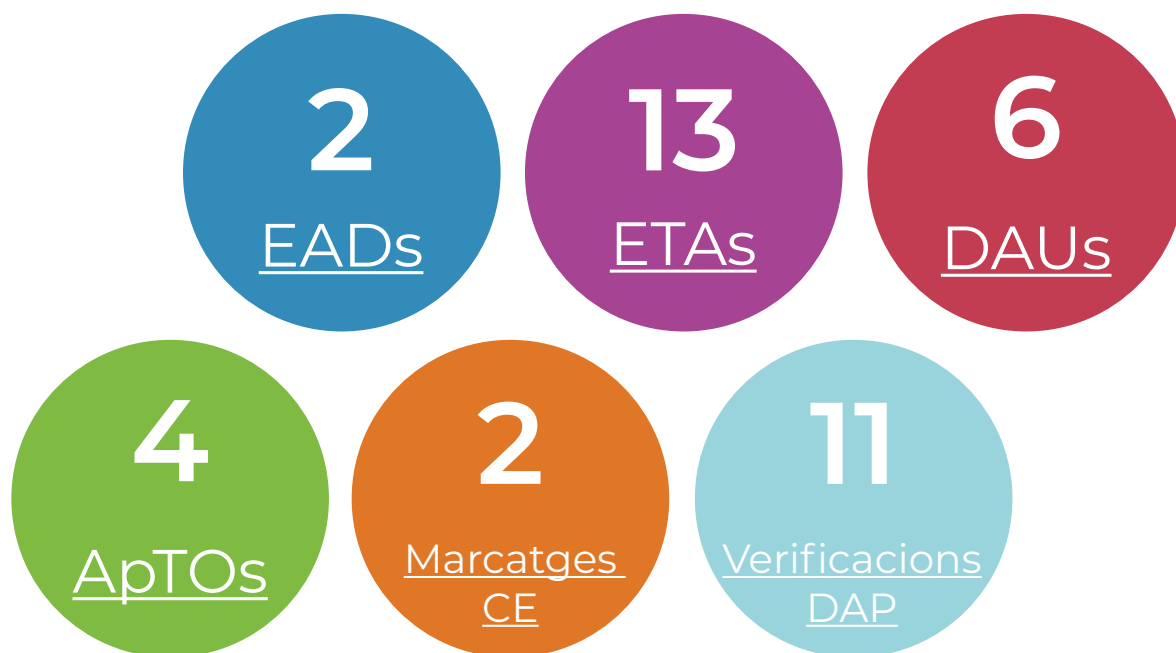 2
EADs
13
ETAs
6
DAUs
4
ApTOs
2
Marcatges
CE
11
Verificacions
DAP